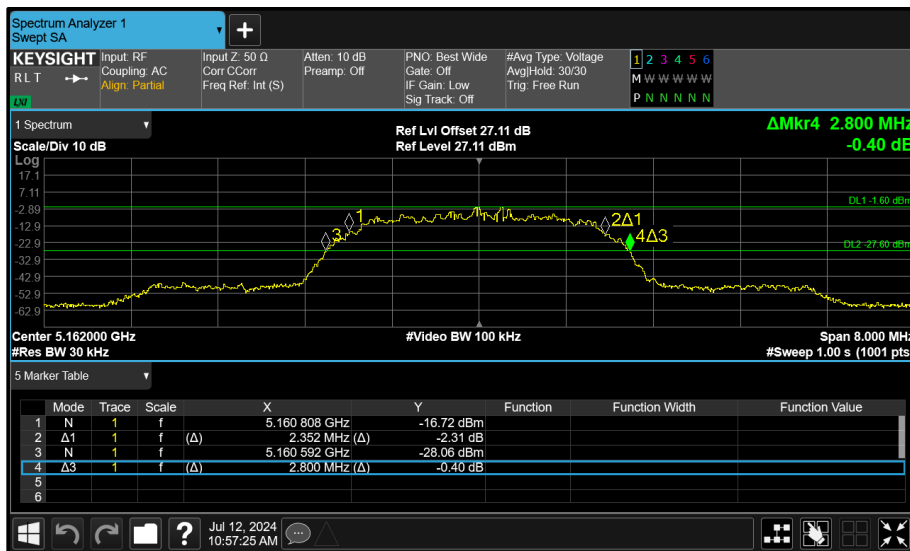 Spectrum Analyzer 1
Swept SA
+
KEYSIGHT
R L T
LXI
Input: RF
Coupling: AC
Align: Partial
Input Z: 50 Ω
Corr CCorr
Freq Ref: Int (S)
Atten: 10 dB
Preamp: Off
PNO: Best Wide
Gate: Off
IF Gain: Low
Sig Track: Off
#Avg Type: Voltage
Avg|Hold: 30/30
Trig: Free Run
1 2 3 4 5 6
M W W W W W
P N N N N N
1 Spectrum
Scale/Div 10 dB
Ref Lvl Offset 27.11 dB
Ref Level 27.11 dBm
ΔMkr4 2.800 MHz
-0.40 dB
Log
17.1
7.11
-2.89
-12.9
-22.9
-32.9
-42.9
-52.9
-62.9
DL1 -1.60 dBm
1
2Δ1
3
4Δ3
DL2 -27.60 dBm
Center 5.162000 GHz
#Video BW 100 kHz
Span 8.000 MHz
#Res BW 30 kHz
#Sweep 1.00 s (1001 pts
5 Marker Table
Mode Trace Scale X Y Function Function Width Function Value
1 N 1 f 5.160 808 GHz -16.72 dBm
2 Δ1 1 f (Δ) 2.352 MHz (Δ) -2.31 dB
3 N 1 f 5.160 592 GHz -28.06 dBm
4 Δ3 1 f (Δ) 2.800 MHz (Δ) -0.40 dB
5
6
?
Jul 12, 2024
10:57:25 AM